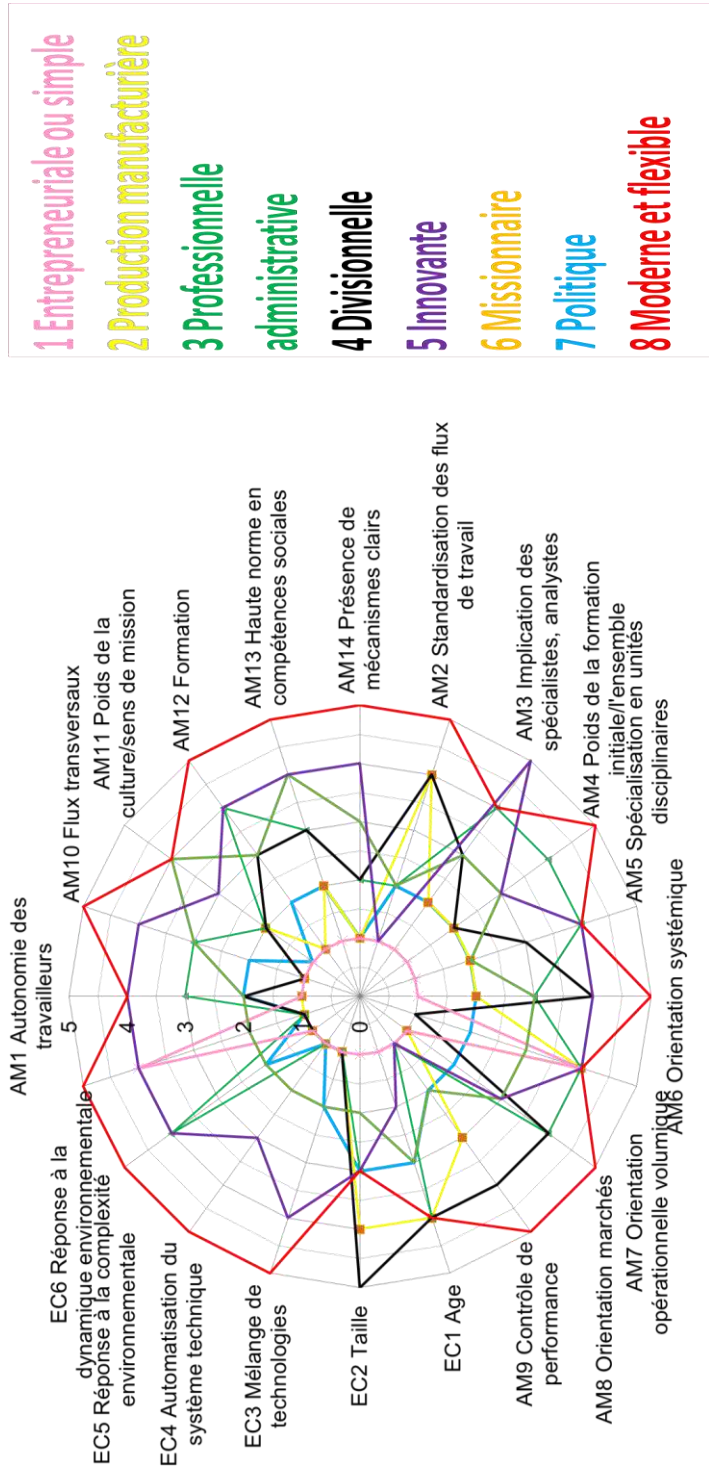 1 Entrepreneuriale ou simple
2 Production manufacturière
3 Professionnelle
administrative
4 Divisionnelle
5 Innovante
6 Missionnaire
7 Politique
8 Moderne et flexible
AM1 Autonomie des
travailleurs
AM10 Flux transversaux
AM11 Poids de la
culture/sens de mission
AM12 Formation
AM13 Haute norme en
compétences sociales
AM14 Présence de
mécanismes clairs
AM2 Standardisation des flux
de travail
AM3 Implication des
spécialistes, analystes
AM4 Poids de la formation
initiale/l'ensemble
AM5 Spécialisation en unités
disciplinaires
AM6 Orientation systémique
AM7 Orientation
opérationnelle volumique
AM8 Orientation marchés
AM9 Contrôle de
performance
EC1 Age
EC2 Taille
EC3 Mélange de
technologies
EC4 Automatisation du
système technique
EC5 Réponse à la complexité
environnementale
EC6 Réponse à la
dynamique environnementale
5
4
3
2
1
0